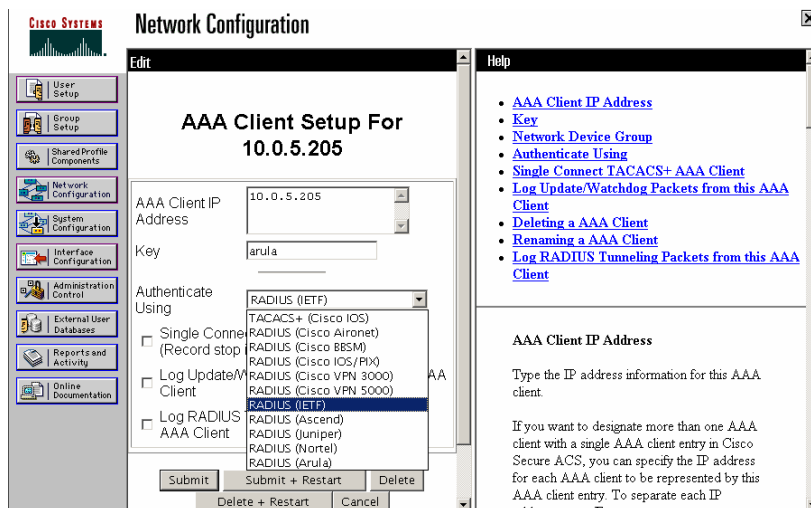 CISCO SYSTEMS
Network Configuration
User
Setup
Group
Setup
Shared Profile
Components
Network
Configuration
System
Configuration
Interface
Configuration
Administration
Control
External User
Databases
Reports and
Activity
Online
Documentation
Edit
AAA Client Setup For
10.0.5.205
AAA Client IP
Address
10.0.5.205
Key
arula
Authenticate
Using
RADIUS (IETF)
TACACS+ (Cisco IOS)
RADIUS (Cisco Aironet)
RADIUS (Cisco BBSM)
RADIUS (Cisco IOS/PIX)
RADIUS (Cisco VPN 3000)
RADIUS (Cisco VPN 5000)
RADIUS (IETF)
RADIUS (Ascend)
RADIUS (Juniper)
RADIUS (Nortel)
RADIUS (Arula)
Single
(Record stop
Log AA
Client
Log RADIUS
AAA Client
Submit
Submit + Restart
Delete
Delete + Restart
Cancel
Help
AAA Client IP Address
Key
Network Device Group
Authenticate Using
Single Connect TACACS+ AAA Client
Log Update/Watchdog Packets from this AAA
Client
Deleting a AAA Client
Renaming a AAA Client
Log RADIUS Tunneling Packets from this AAA
Client
AAA Client IP Address
Type the IP address information for this AAA
client.
If you want to designate more than one AAA
client with a single AAA client entry in Cisco
Secure ACS, you can specify the IP address
for each AAA client to be represented by this
AAA client entry. To separate each IP